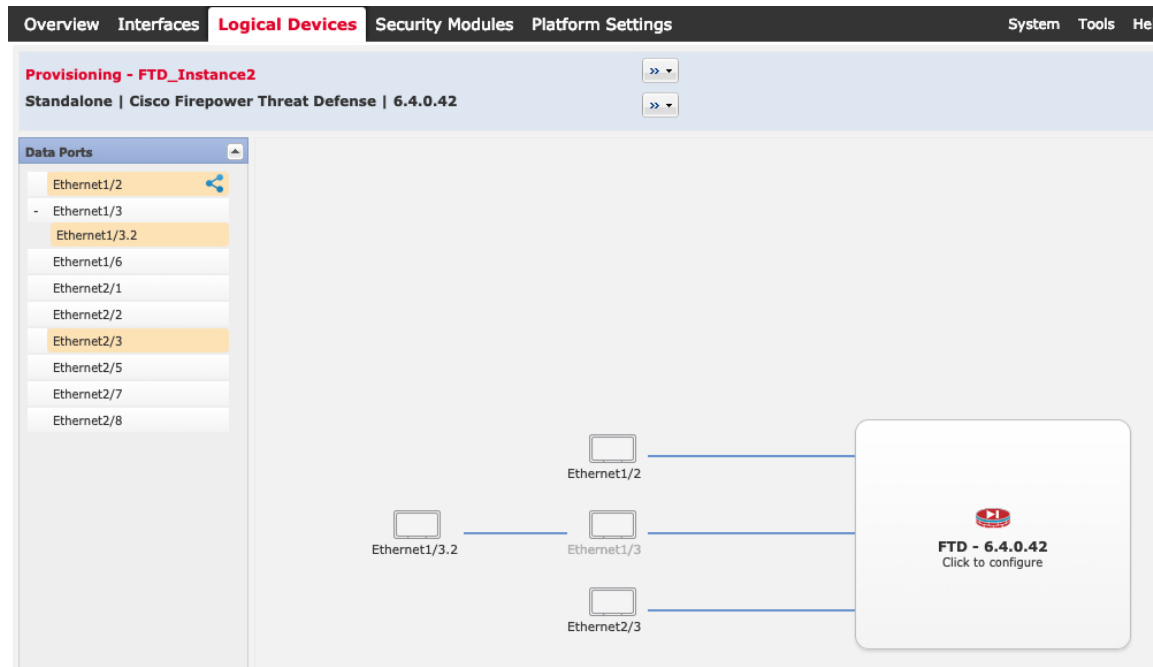 Overview Interfaces Logical Devices Security Modules Platform Settings System Tools He
Provisioning - FTD_Instance2
Standalone | Cisco Firepower Threat Defense | 6.4.0.42
Data Ports
Ethernet1/2
- Ethernet1/3
Ethernet1/3.2
Ethernet1/6
Ethernet2/1
Ethernet2/2
Ethernet2/3
Ethernet2/5
Ethernet2/7
Ethernet2/8
Ethernet1/2
Ethernet1/3.2 Ethernet1/3
Ethernet2/3
FTD - 6.4.0.42
Click to configure